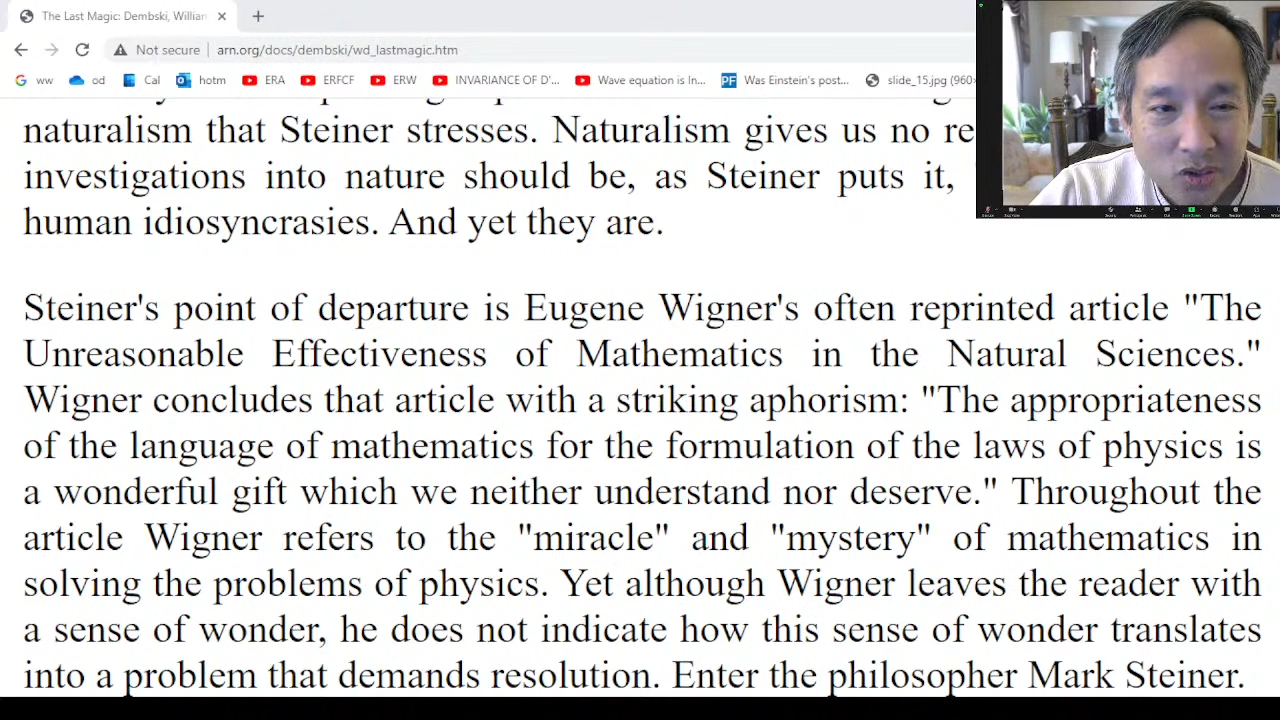 The Last Magic: Dembski, William
Not secure arn.org/docs/dembski/wd_lastmagic.htm
ww od Cal hotm ERA ERFCF ERW INVARIANCE OF D'... Wave equation is In... PF Was Einstein's post... slide_15.jpg (960×
naturalism that Steiner stresses. Naturalism gives us no re
investigations into nature should be, as Steiner puts it,
human idiosyncrasies. And yet they are.
Steiner's point of departure is Eugene Wigner's often reprinted article "The
Unreasonable Effectiveness of Mathematics in the Natural Sciences."
Wigner concludes that article with a striking aphorism: "The appropriateness
of the language of mathematics for the formulation of the laws of physics is
a wonderful gift which we neither understand nor deserve." Throughout the
article Wigner refers to the "miracle" and "mystery" of mathematics in
solving the problems of physics. Yet although Wigner leaves the reader with
a sense of wonder, he does not indicate how this sense of wonder translates
into a problem that demands resolution. Enter the philosopher Mark Steiner.